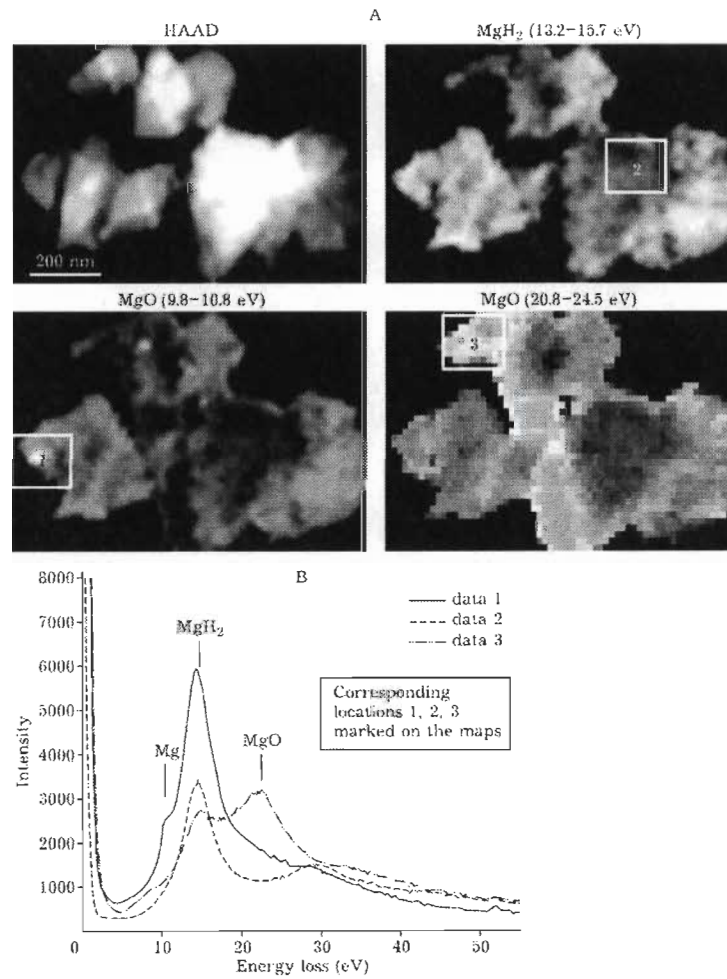 A
HAAD
MgH₂ (13.2–15.7 eV)
200 nm
2
MgO (9.8–10.8 eV)
MgO (20.8–24.5 eV)
1
3
B
8000
7000
6000
5000
4000
3000
2000
1000
0
10
20
30
40
50
Intensity
Energy loss (eV)
Mg
MgH₂
MgO
data 1
data 2
data 3
Corresponding
locations 1, 2, 3
marked on the maps